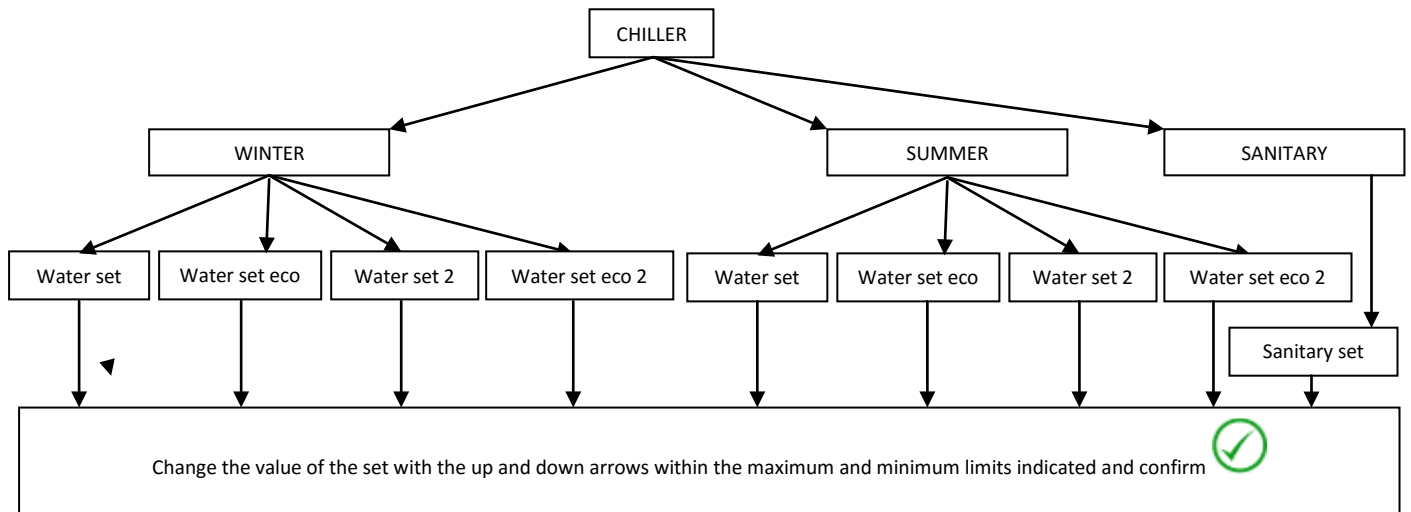 CHILLER
WINTER
SUMMER
SANITARY
Water set
Water set eco
Water set 2
Water set eco 2
Water set
Water set eco
Water set 2
Water set eco 2
Sanitary set
Change the value of the set with the up and down arrows within the maximum and minimum limits indicated and confirm